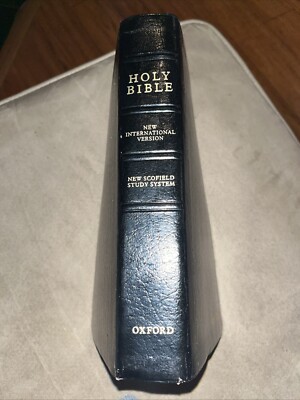 HOLY
BIBLE
NEW
INTERNATIONAL
VERSION
NEW SCOFIELD
STUDY SYSTEM
OXFORD